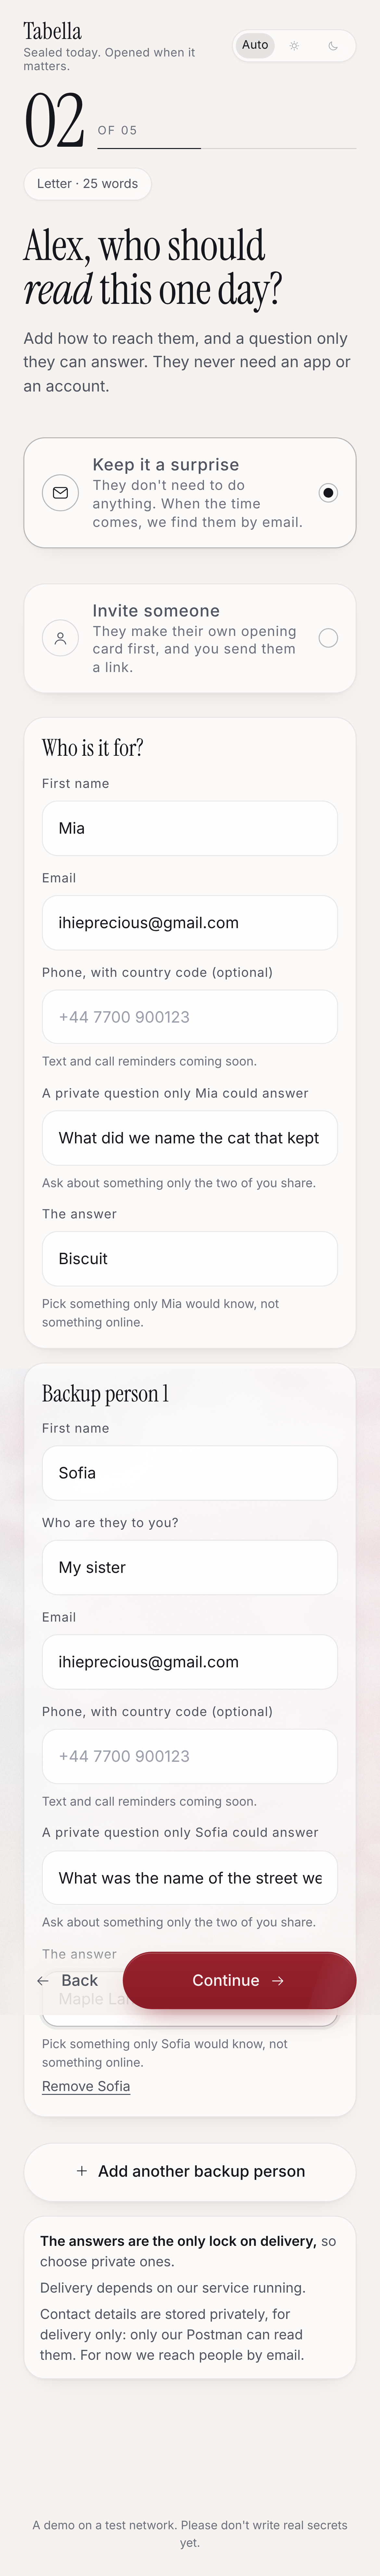 Tabella
Sealed today. Opened when it
matters.
Auto
02
OF 05
Letter · 25 words
Alex, who should
read this one day?
Add how to reach them, and a question only
they can answer. They never need an app or
an account.
Keep it a surprise
They don't need to do
anything. When the time
comes, we find them by email.
Invite someone
They make their own opening
card first, and you send them
a link.
Who is it for?
First name
Mia
Email
ihieprecious@gmail.com
Phone, with country code (optional)
+44 7700 900123
Text and call reminders coming soon.
A private question only Mia could answer
What did we name the cat that kept
Ask about something only the two of you share.
The answer
Biscuit
Pick something only Mia would know, not
something online.
Backup person 1
First name
Sofia
Who are they to you?
My sister
Email
ihieprecious@gmail.com
Phone, with country code (optional)
+44 7700 900123
Text and call reminders coming soon.
A private question only Sofia could answer
What was the name of the street we
Ask about something only the two of you share.
The answer
← Back
Continue →
Maple
Pick something only Sofia would know, not
something online.
Remove Sofia
+ Add another backup person
The answers are the only lock on delivery, so
choose private ones.
Delivery depends on our service running.
Contact details are stored privately, for
delivery only: only our Postman can read
them. For now we reach people by email.
A demo on a test network. Please don't write real secrets
yet.